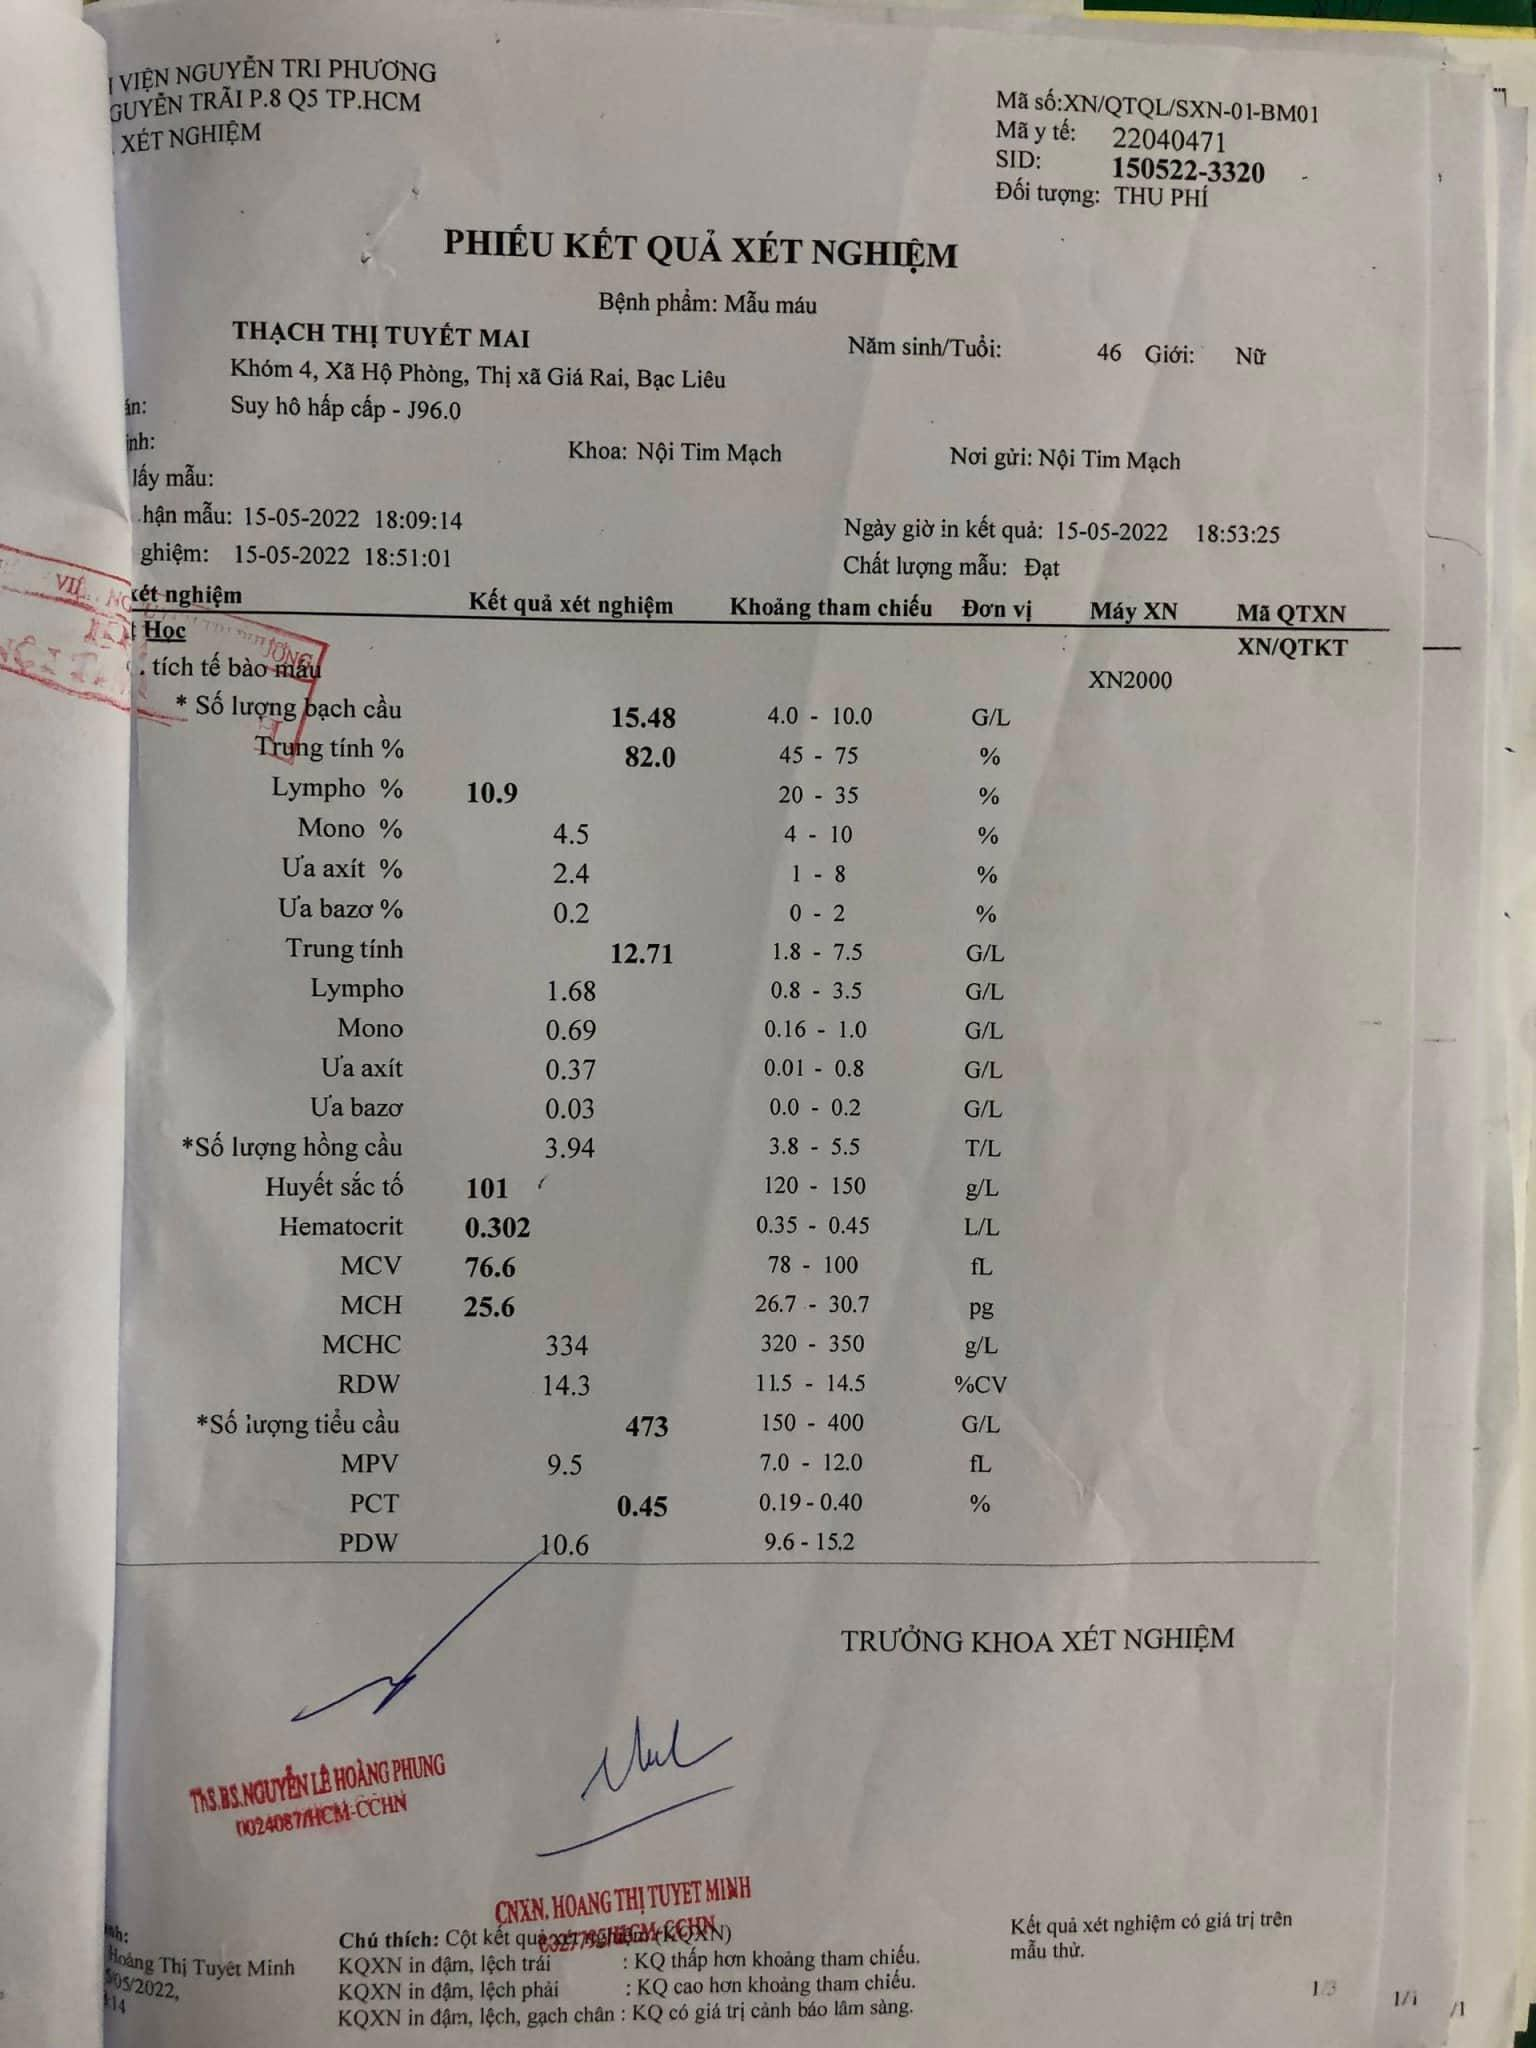 VIỆN NGUYỄN TRI PHƯƠNG
NGUYỄN TRÃI P.8 Q5 TP.HCM
XÉT NGHIỆM
Mã số:XN/QTQL/SXN-01-BM01
Mã y tế: 22040471
SID: 150522-3320
Đối tượng: THU PHÍ
PHIẾU KẾT QUẢ XÉT NGHIỆM
Bệnh phẩm: Mẫu máu
THẠCH THỊ TUYẾT MAI
Năm sinh/Tuổi: 46 Giới: Nữ
Khóm 4, Xã Hộ Phòng, Thị xã Giá Rai, Bạc Liêu
án: Suy hô hấp cấp - J96.0
ịnh:
Khoa: Nội Tim Mạch Nơi gửi: Nội Tim Mạch
lấy mẫu:
hận mẫu: 15-05-2022 18:09:14
Ngày giờ in kết quả: 15-05-2022 18:53:25
ghiệm: 15-05-2022 18:51:01
Chất lượng mẫu: Đạt
xét nghiệm Kết quả xét nghiệm Khoảng tham chiếu Đơn vị Máy XN Mã QTXN
Học XN/QTKT
tích tế bào máu XN2000
* Số lượng bạch cầu 15.48 4.0 - 10.0 G/L
Trung tính % 82.0 45 - 75 %
Lympho % 10.9 20 - 35 %
Mono % 4.5 4 - 10 %
Ưa axít % 2.4 1 - 8 %
Ưa bazơ % 0.2 0 - 2 %
Trung tính 12.71 1.8 - 7.5 G/L
Lympho 1.68 0.8 - 3.5 G/L
Mono 0.69 0.16 - 1.0 G/L
Ưa axít 0.37 0.01 - 0.8 G/L
Ưa bazơ 0.03 0.0 - 0.2 G/L
*Số lượng hồng cầu 3.94 3.8 - 5.5 T/L
Huyết sắc tố 101 120 - 150 g/L
Hematocrit 0.302 0.35 - 0.45 L/L
MCV 76.6 78 - 100 fL
MCH 25.6 26.7 - 30.7 pg
MCHC 334 320 - 350 g/L
RDW 14.3 11.5 - 14.5 %CV
*Số lượng tiểu cầu 473 150 - 400 G/L
MPV 9.5 7.0 - 12.0 fL
PCT 0.45 0.19 - 0.40 %
PDW 10.6 9.6 - 15.2
TRƯỞNG KHOA XÉT NGHIỆM
ThS.BS.NGUYỄN LÊ HOÀNG PHUNG
0024087/HCM-CCHN
CNXN. HOANG THỊ TUYET MINH
HCM-CCHN
Hoàng Thị Tuyêt Minh
/05/2022,
:14
Chú thích: Cột kết quả xét nghiệm (KQXN)
KQXN in đậm, lệch trái : KQ thấp hơn khoảng tham chiếu.
KQXN in đậm, lệch phải : KQ cao hơn khoảng tham chiếu.
KQXN in đậm, lệch, gạch chân : KQ có giá trị cảnh báo lâm sàng.
Kết quả xét nghiệm có giá trị trên
mẫu thử.
1/3 1/1 /1